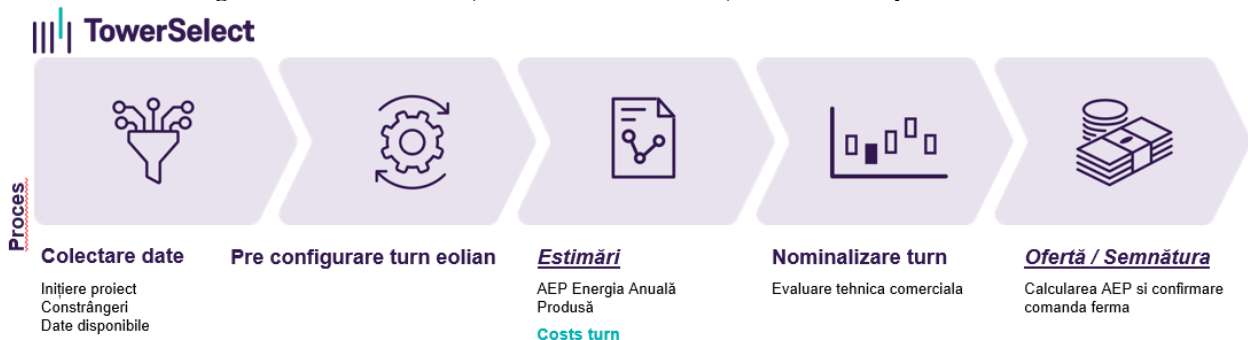 TowerSelect
Proces
Colectare date
Inițiere proiect
Constrângeri
Date disponibile
Pre configurare turn eolian
Estimări
AEP Energia Anuală
Produsă
Costs turn
Nominalizare turn
Evaluare tehnica comerciala
Ofertă / Semnătura
Calcularea AEP si confirmare
comanda ferma